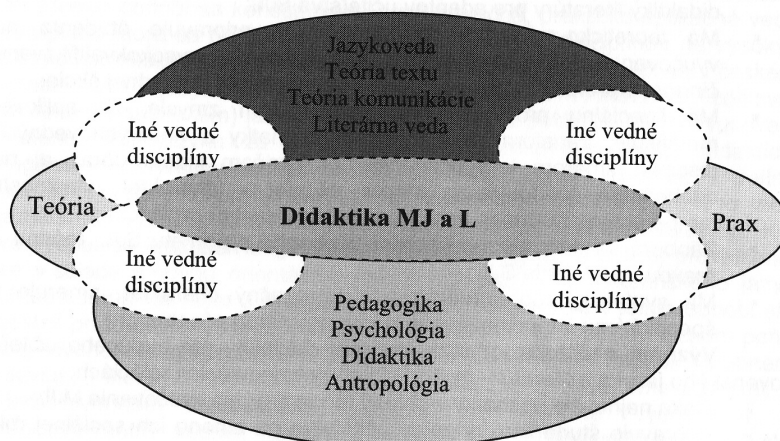 Jazykoveda
Teória textu
Teória komunikácie
Literárna veda
Iné vedné
disciplíny
Iné vedné
disciplíny
Teória
Didaktika MJ a L
Prax
Iné vedné
disciplíny
Iné vedné
disciplíny
Pedagogika
Psychológia
Didaktika
Antropológia